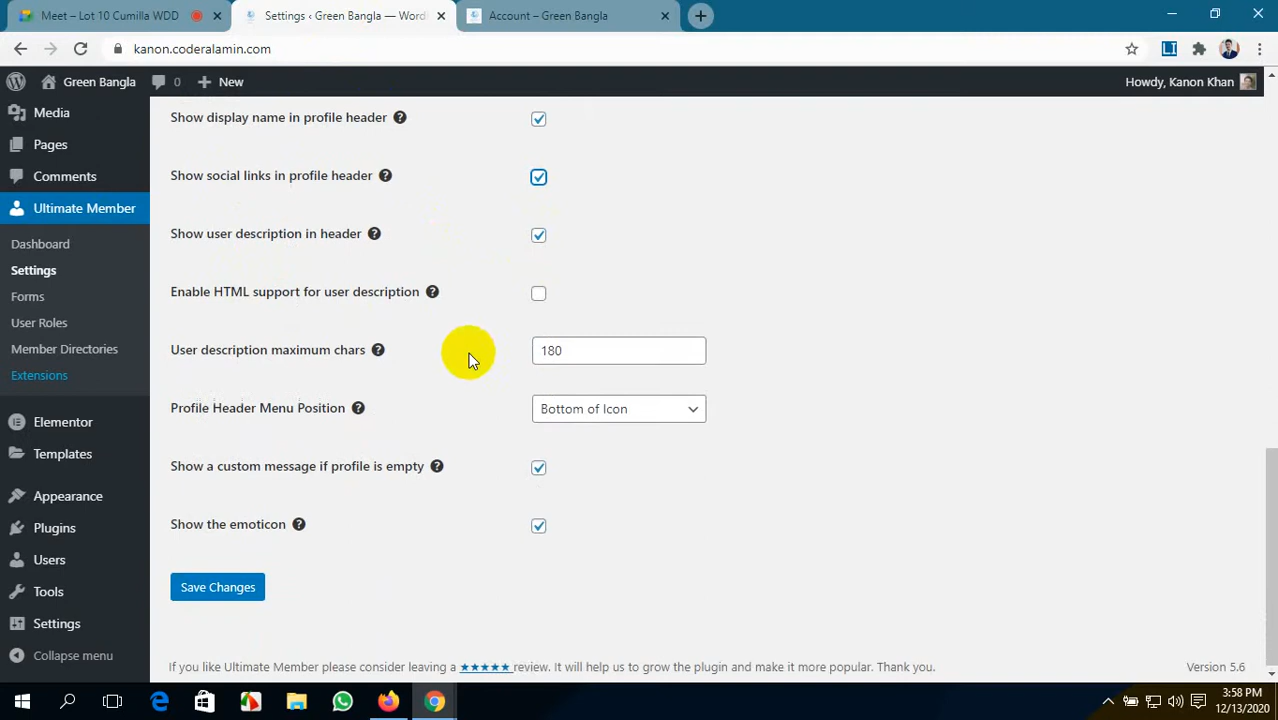 Meet – Lot 10 Cumilla WDD
Settings ‹ Green Bangla — Word
Account – Green Bangla
kanon.coderalamin.com
Green Bangla
0
New
Howdy, Kanon Khan
Media
Pages
Comments
Ultimate Member
Dashboard
Settings
Forms
User Roles
Member Directories
Extensions
Elementor
Templates
Appearance
Plugins
Users
Tools
Settings
Collapse menu
Show display name in profile header
Show social links in profile header
Show user description in header
Enable HTML support for user description
User description maximum chars
180
Profile Header Menu Position
Bottom of Icon
Show a custom message if profile is empty
Show the emoticon
Save Changes
If you like Ultimate Member please consider leaving a ★★★★★ review. It will help us to grow the plugin and make it more popular. Thank you.
Version 5.6
3:58 PM
12/13/2020